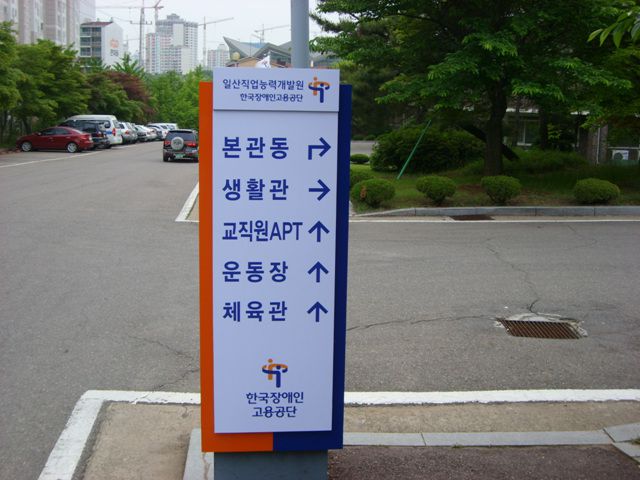 일산직업능력개발원
한국장애인고용공단
본관동
생활관
교직원APT
운동장
체육관
한국장애인
고용공단